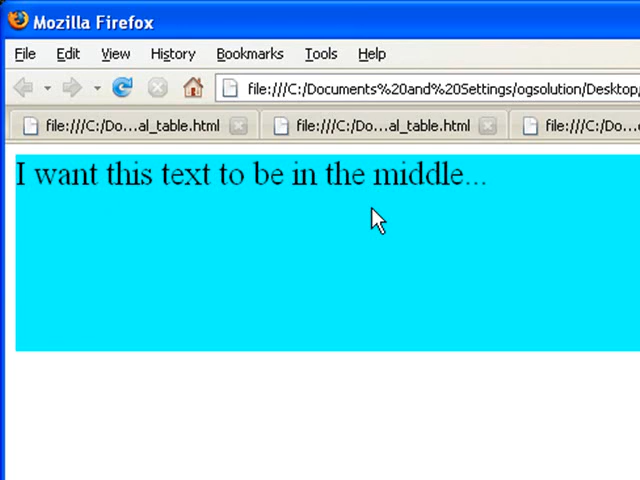 Mozilla Firefox
File Edit View History Bookmarks Tools Help
file:///C:/Documents%20and%20Settings/ogsolution/Desktop,
file:///C:/Do...al_table.html file:///C:/Do...al_table.html file:///C:/Do...
I want this text to be in the middle...